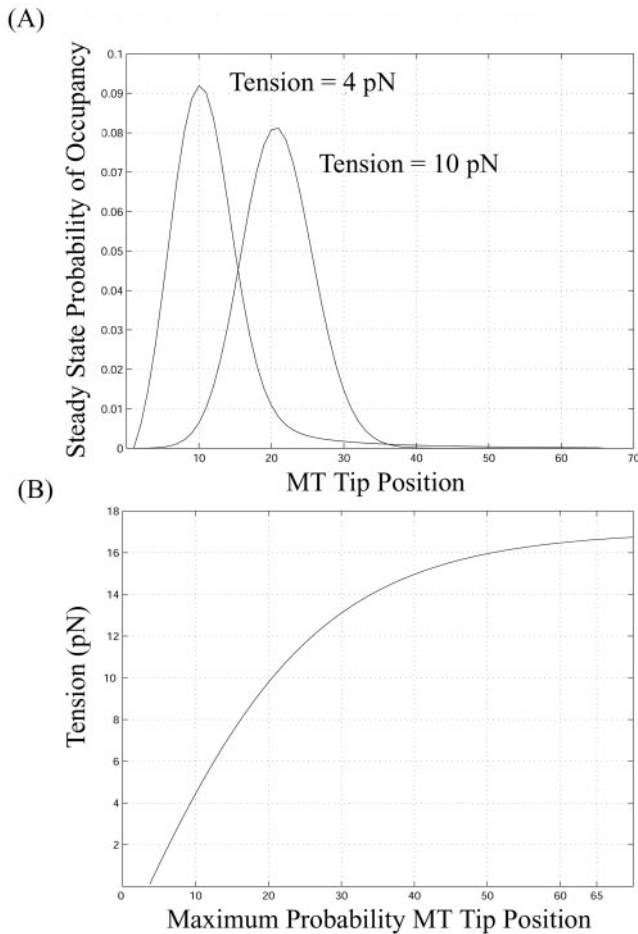 (A)
Steady State Probability of Occupancy
0.1
0.09
0.08
0.07
0.06
0.05
0.04
0.03
0.02
0.01
0
Tension = 4 pN
Tension = 10 pN
10 20 30 40 50 60 70
MT Tip Position
(B)
Tension (pN)
18
16
14
12
10
8
6
4
2
0 10 20 30 40 50 60 65
Maximum Probability MT Tip Position